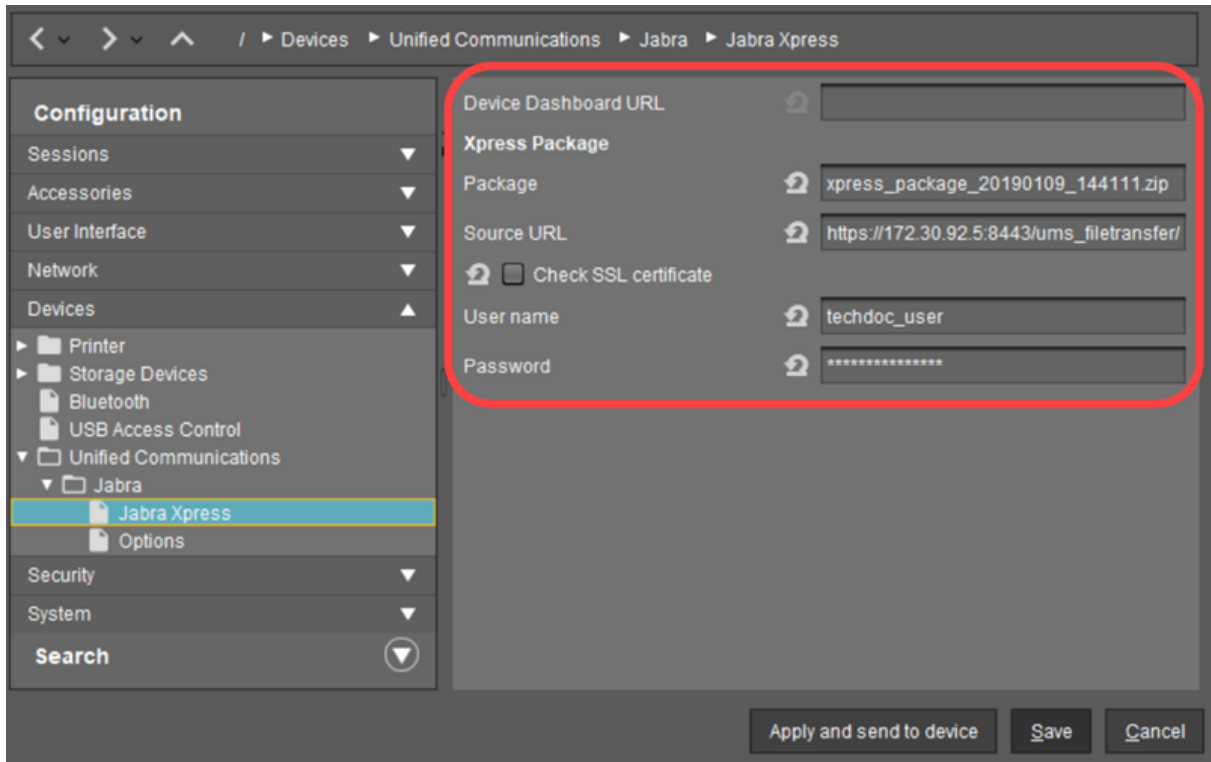 / Devices Unified Communications Jabra Jabra Xpress
Configuration
Sessions
Accessories
User Interface
Network
Devices
Printer
Storage Devices
Bluetooth
USB Access Control
Unified Communications
Jabra
Jabra Xpress
Options
Security
System
Search
Device Dashboard URL
Xpress Package
Package xpress_package_20190109_144111.zip
Source URL https://172.30.92.5:8443/ums_filetransfer/
Check SSL certificate
User name techdoc_user
Password ***************
Apply and send to device Save Cancel